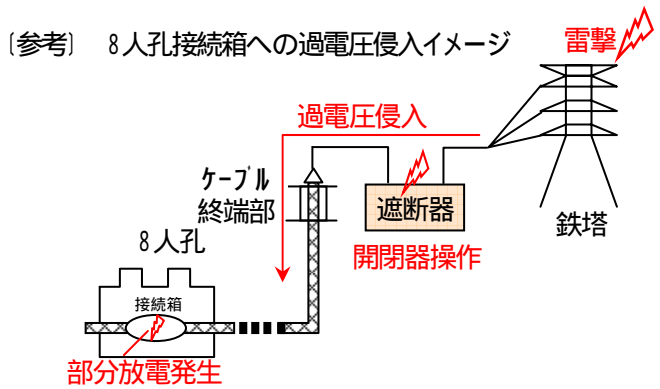 〔参考〕 8人孔接続箱への過電圧侵入イメージ
雷撃
過電圧侵入
ケーブル
終端部
遮断器
鉄塔
開閉器操作
8人孔
接続箱
部分放電発生